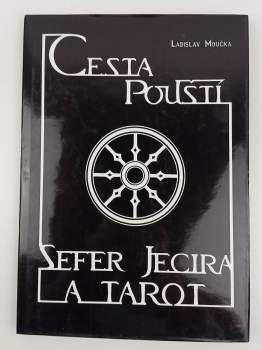 Ladislav Moučka
Cesta
Pouští
Sefer Jecira
a tarot